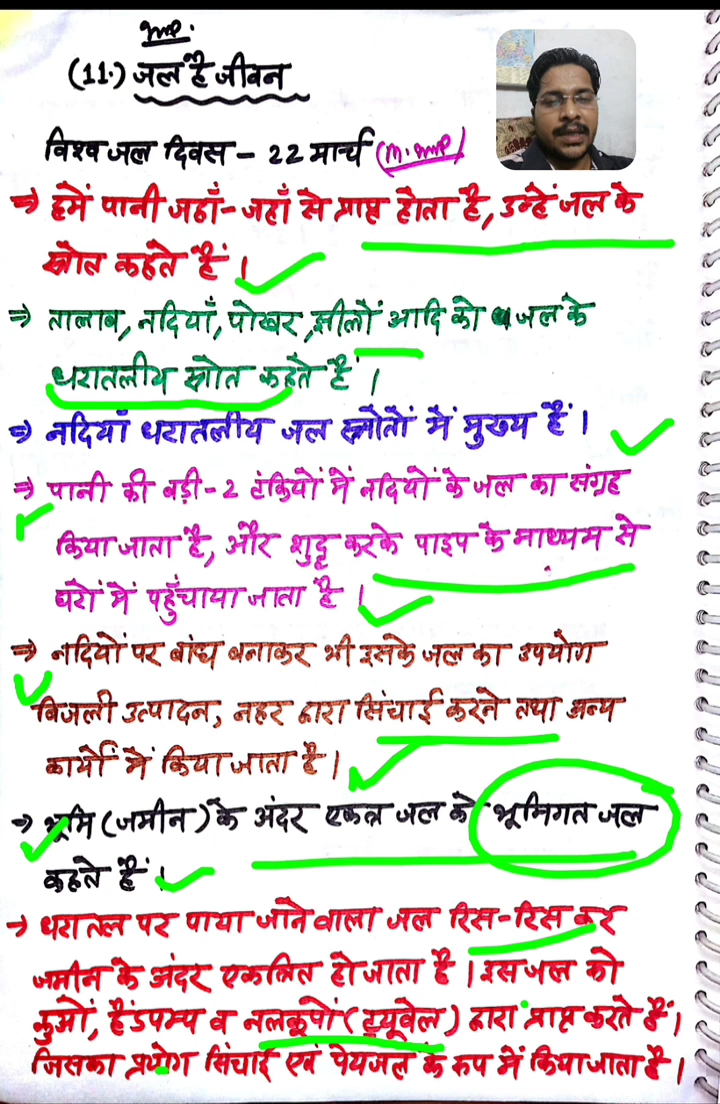 Imp.
(11.) जल है जीवन
विश्व जल दिवस - 22 मार्च (M. Imp)
⇒ हमें पानी जहाँ-जहाँ से प्राप्त होता है, उन्हें जल के
स्रोत कहते हैं।
⇒ तालाब, नदियाँ, पोखर, झीलों आदि को जल के
धरातलीय स्रोत कहते हैं।
⇒ नदियाँ धरातलीय जल स्रोतों में मुख्य हैं।
⇒ पानी की बड़ी-2 टंकियों में नदियों के जल का संग्रह
किया जाता है, और शुद्ध करके पाइप के माध्यम से
घरों में पहुँचाया जाता है।
⇒ नदियों पर बांध बनाकर भी इसके जल का उपयोग
बिजली उत्पादन, नहर द्वारा सिंचाई करने तथा अन्य
कार्यों में किया जाता है।
→ भूमि (जमीन) के अंदर एकत्र जल को भूमिगत जल
कहते हैं।
→ धरातल पर पाया जाने वाला जल रिस-रिस कर
जमीन के अंदर एकत्रित हो जाता है। इस जल को
कुओं, हैंडपम्प व नलकूपों (ट्यूबेल) द्वारा प्राप्त करते हैं।
जिसका प्रयोग सिंचाई एवं पेयजल के रूप में किया जाता है।